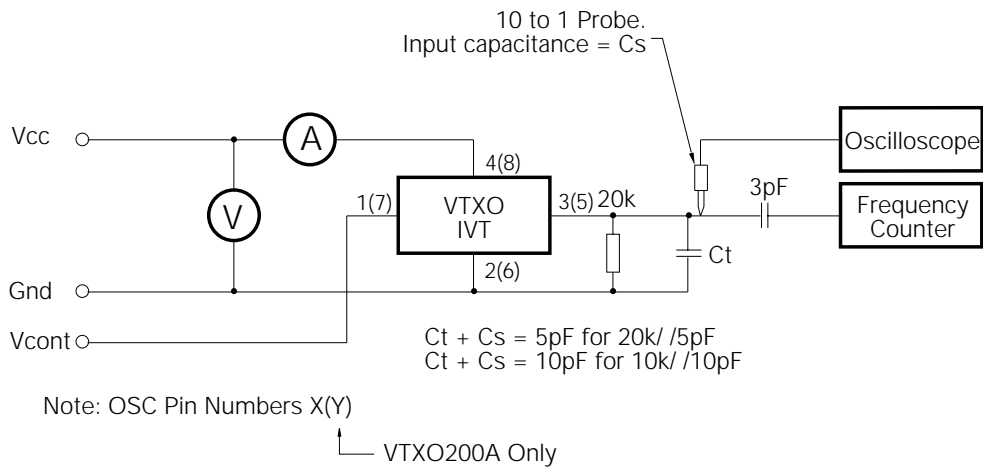 10 to 1 Probe.
Input capacitance = Cs
Vcc
A
4(8)
Oscilloscope
3pF
V
1(7)
VTXO
IVT
3(5)
20k
Frequency
Counter
Ct
2(6)
Gnd
Vcont
Ct + Cs = 5pF for 20k/ /5pF
Ct + Cs = 10pF for 10k/ /10pF
Note: OSC Pin Numbers X(Y)
VTXO200A Only